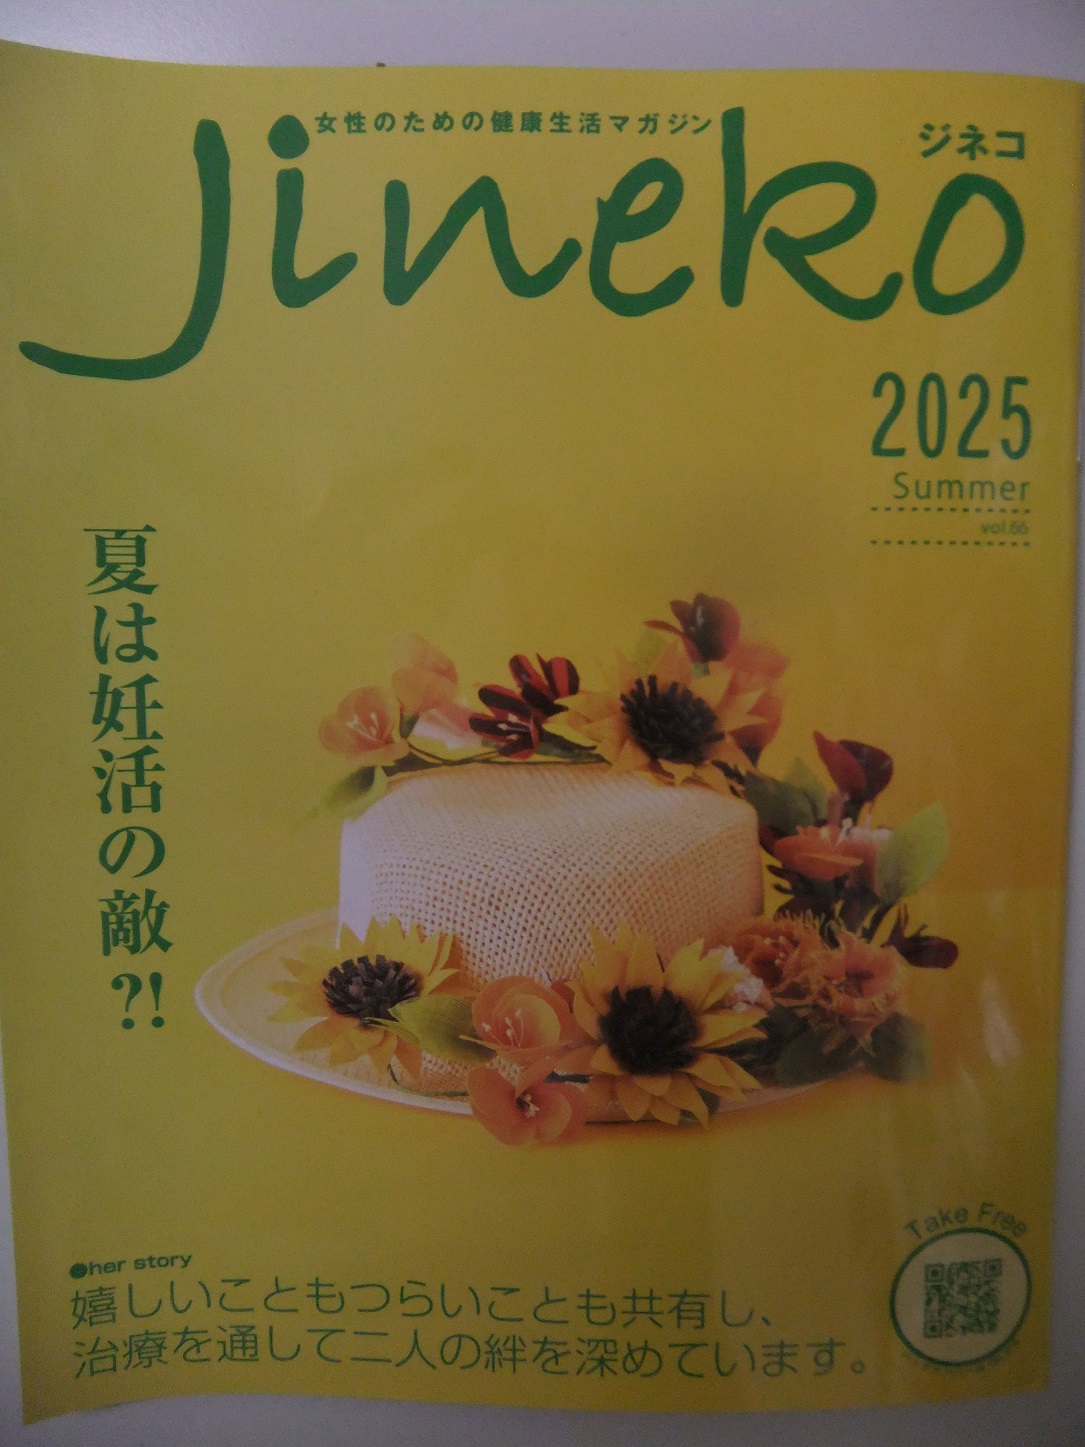 女性のための健康生活マガジン
ジネコ
Jineko
2025
Summer
vol.66
夏は妊活の敵?!
●her story
嬉しいこともつらいことも共有し、
治療を通して二人の絆を深めています。
Take Free